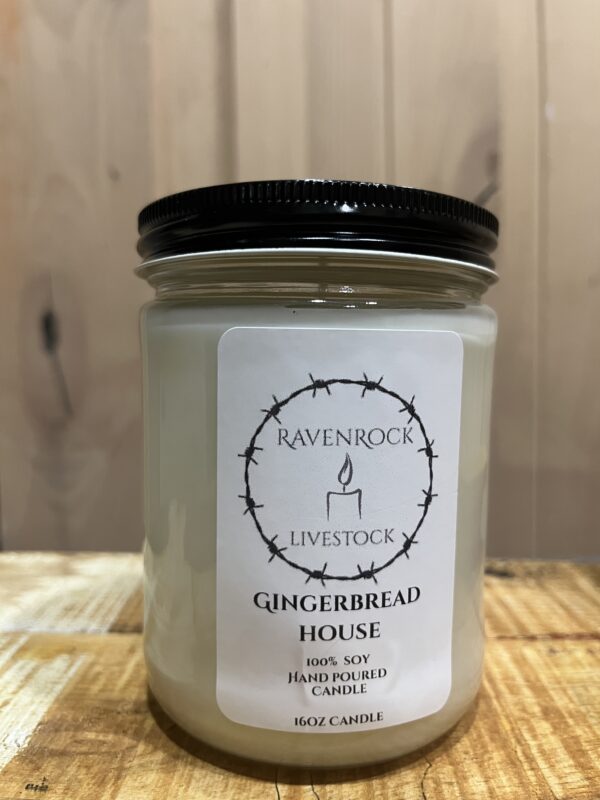 RAVENROCK
LIVESTOCK
GINGERBREAD
HOUSE
100% SOY
HAND POURED
CANDLE
16OZ CANDLE